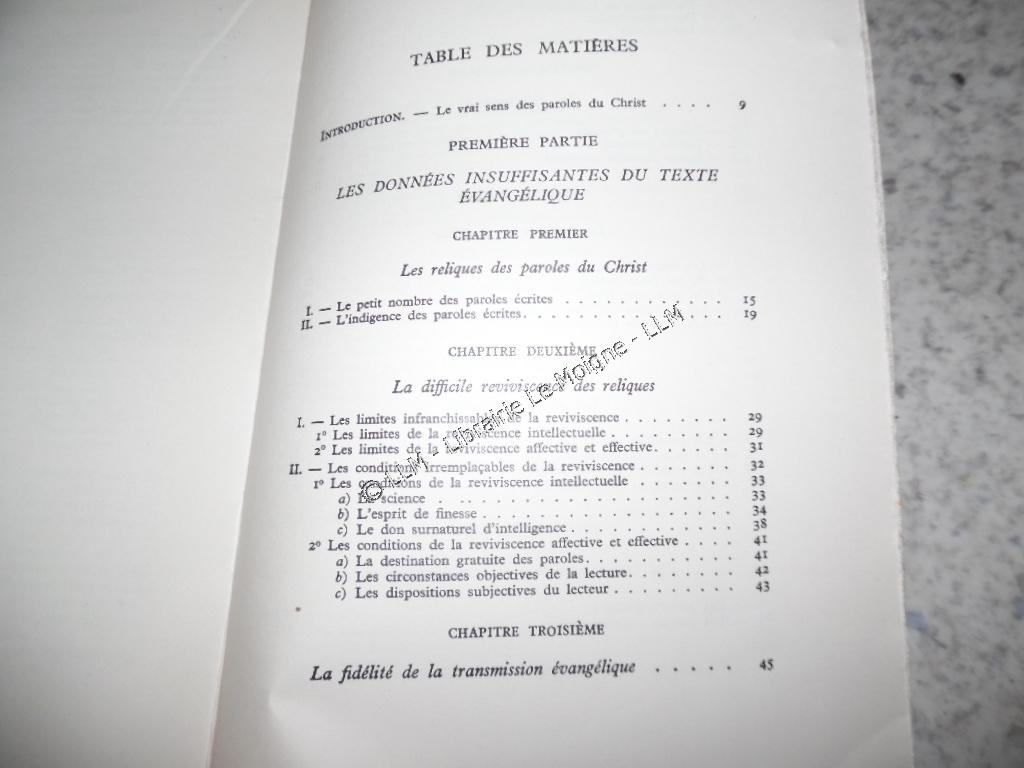 TABLE DES MATIÈRES
INTRODUCTION. — Le vrai sens des paroles du Christ . . . . 9
PREMIÈRE PARTIE
LES DONNÉES INSUFFISANTES DU TEXTE
ÉVANGÉLIQUE
CHAPITRE PREMIER
Les reliques des paroles du Christ
I. — Le petit nombre des paroles écrites . . . . . . . . . . . . 15
II. — L'indigence des paroles écrites. . . . . . . . . . . . . . . 19
CHAPITRE DEUXIÈME
La difficile reviviscence des reliques
I. — Les limites infranchissables de la reviviscence . . . . . . . . 29
1º Les limites de la reviviscence intellectuelle . . . . . . . . . 29
2º Les limites de la reviviscence affective et effective. . . . . . 31
II. — Les conditions irremplaçables de la reviviscence . . . . . . . 32
1º Les conditions de la reviviscence intellectuelle . . . . . . . 33
a) La science . . . . . . . . . . . . . . . . . . . . 33
b) L'esprit de finesse . . . . . . . . . . . . . . . . . 34
c) Le don surnaturel d'intelligence . . . . . . . . . . . 38
2º Les conditions de la reviviscence affective et effective . . . . 41
a) La destination gratuite des paroles. . . . . . . . . . . 41
b) Les circonstances objectives de la lecture. . . . . . . . 42
c) Les dispositions subjectives du lecteur . . . . . . . . . 43
CHAPITRE TROISIÈME
La fidélité de la transmission évangélique . . . . . 45
© LLM - Librairie Le Moigne - LLM